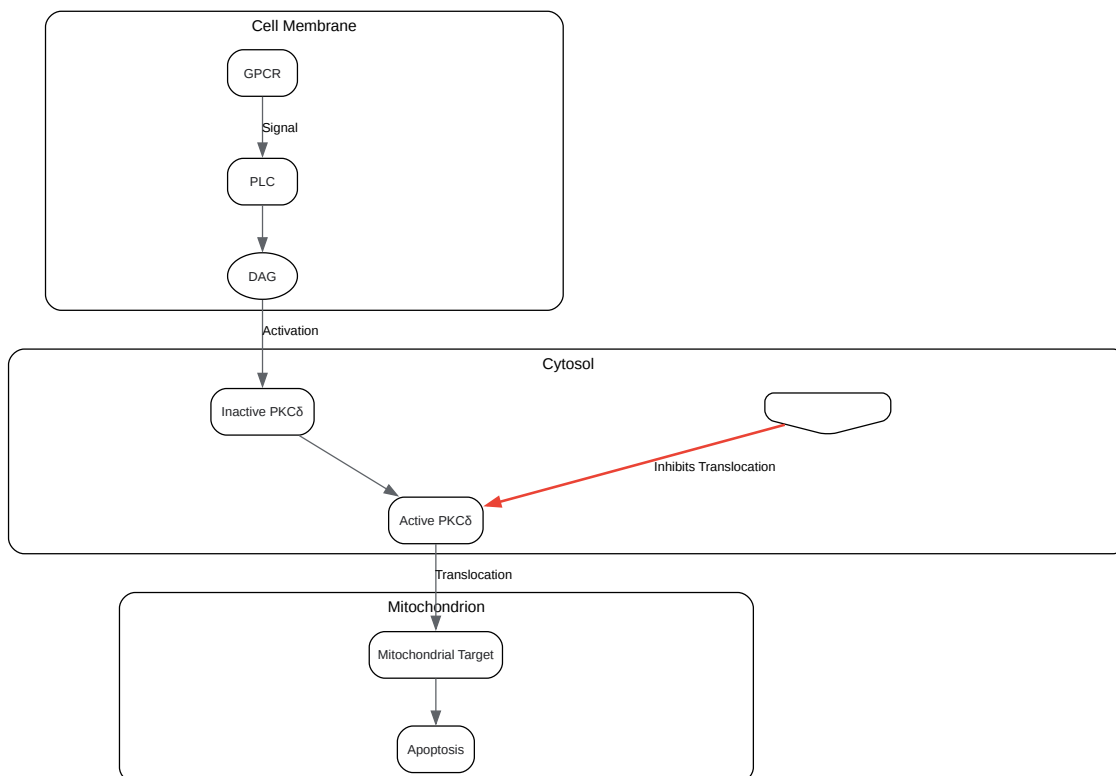 Cell Membrane
GPCR
Signal
PLC
DAG
Activation
Cytosol
Inactive PKCδ
Inhibits Translocation
Active PKCδ
Translocation
Mitochondrion
Mitochondrial Target
Apoptosis